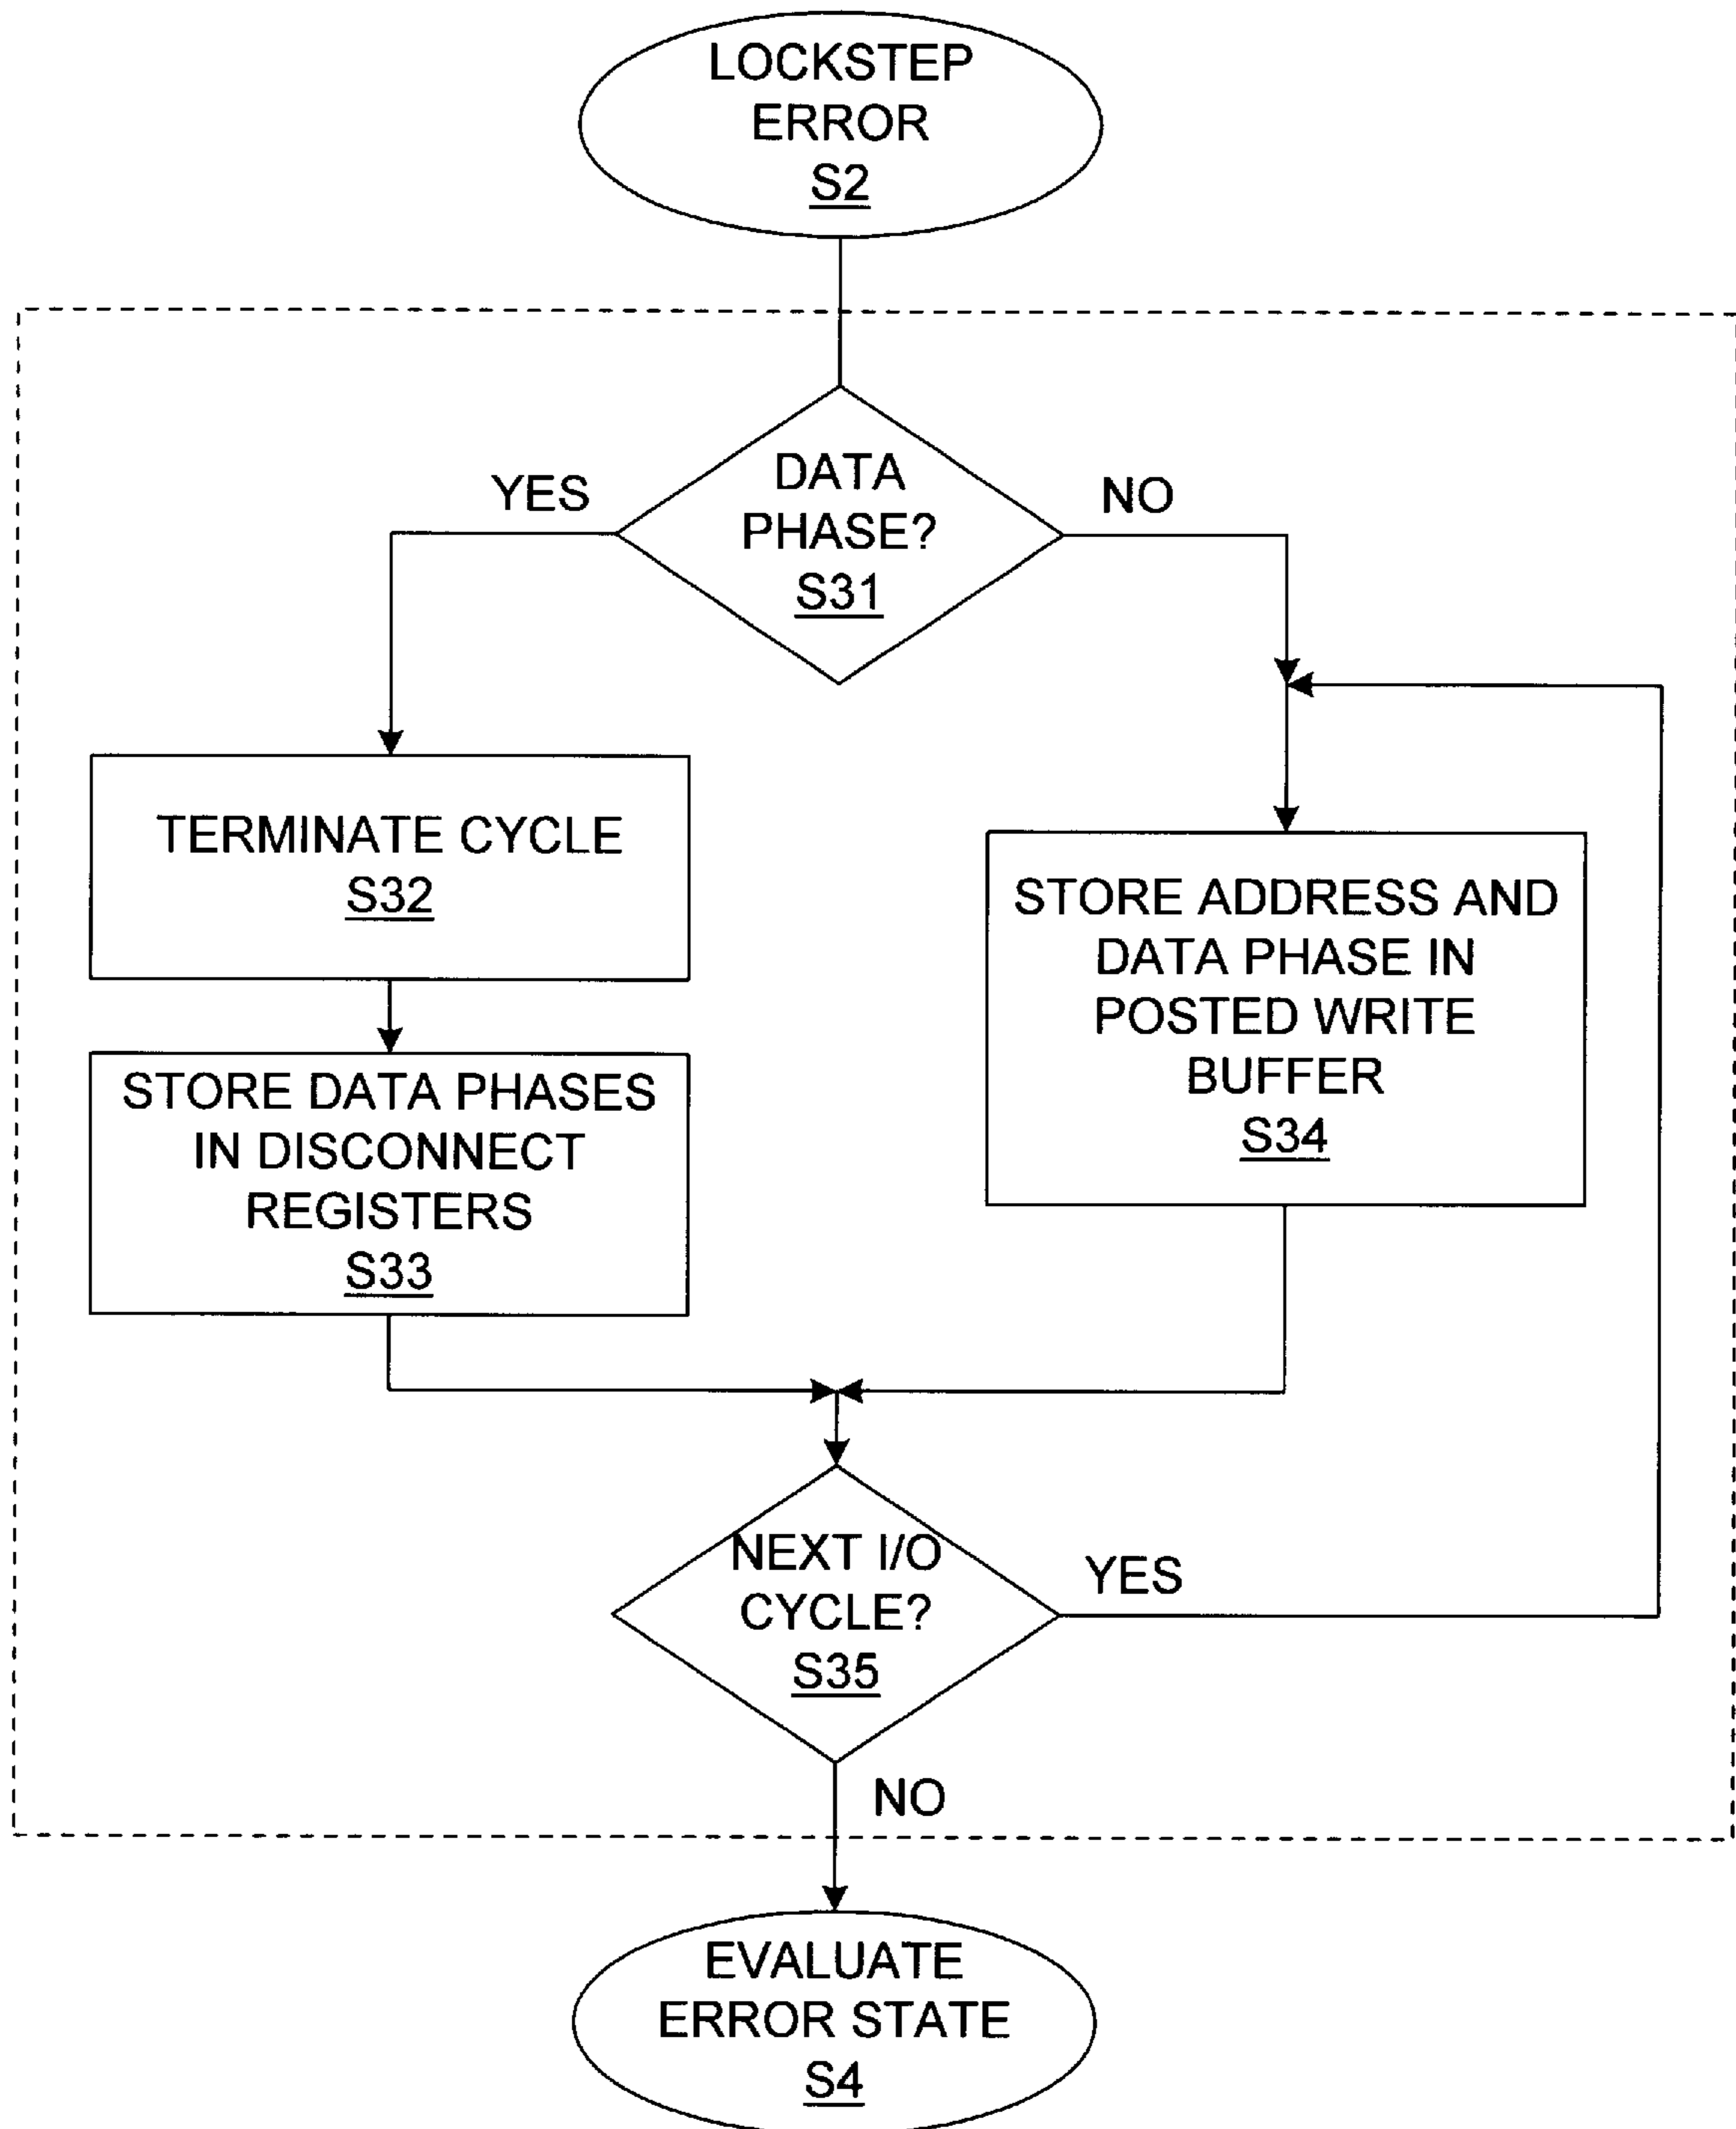 LOCKSTEP
ERROR
S2
DATA
PHASE?
S31
YES
NO
TERMINATE CYCLE
S32
STORE DATA PHASES
IN DISCONNECT
REGISTERS
S33
STORE ADDRESS AND
DATA PHASE IN
POSTED WRITE
BUFFER
S34
NEXT I/O
CYCLE?
S35
YES
NO
EVALUATE
ERROR STATE
S4